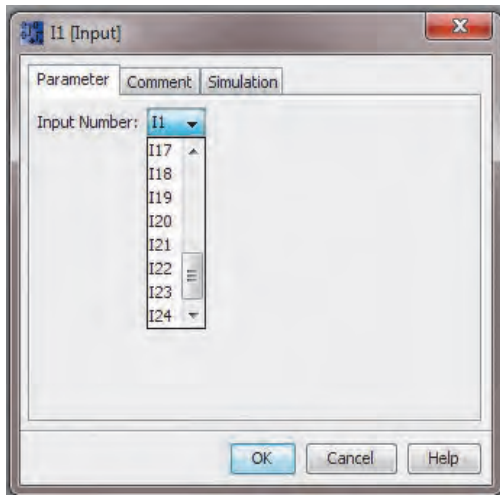 I1 [Input]
Parameter Comment Simulation
Input Number: I1
I17
I18
I19
I20
I21
I22
I23
I24
OK Cancel Help